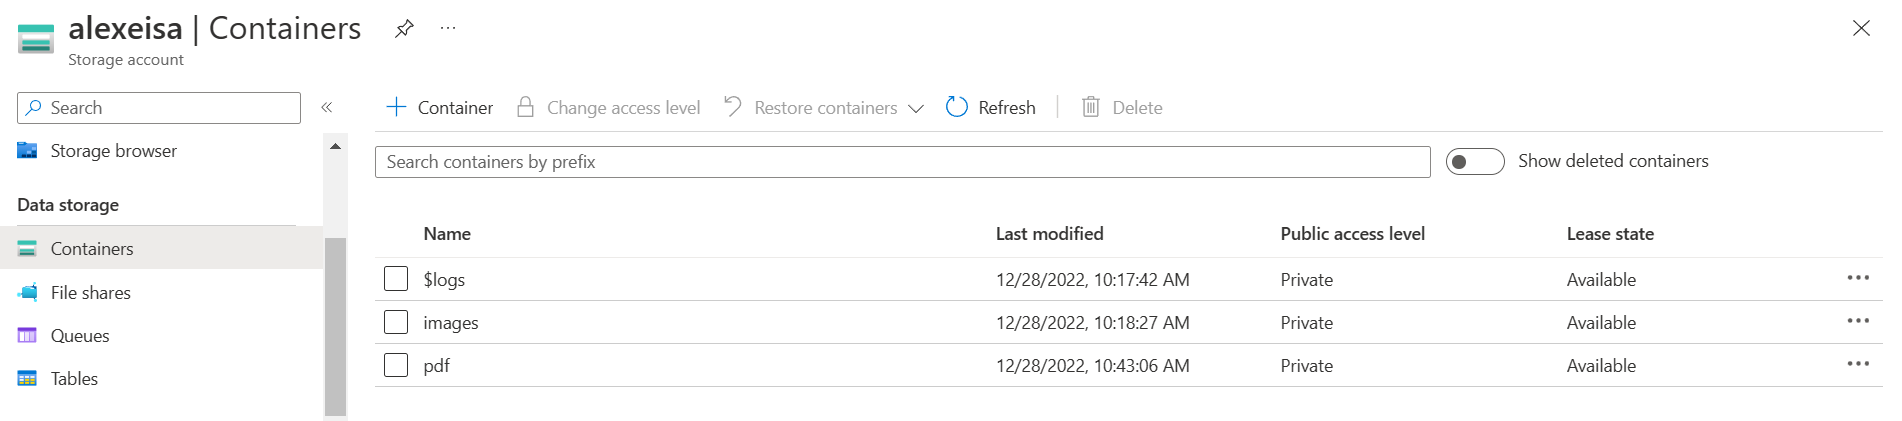 alexeisa | Containers
Storage account
Search
Storage browser
Data storage
Containers
File shares
Queues
Tables
Container Change access level Restore containers Refresh Delete
Search containers by prefix Show deleted containers
Name Last modified Public access level Lease state
$logs 12/28/2022, 10:17:42 AM Private Available
images 12/28/2022, 10:18:27 AM Private Available
pdf 12/28/2022, 10:43:06 AM Private Available